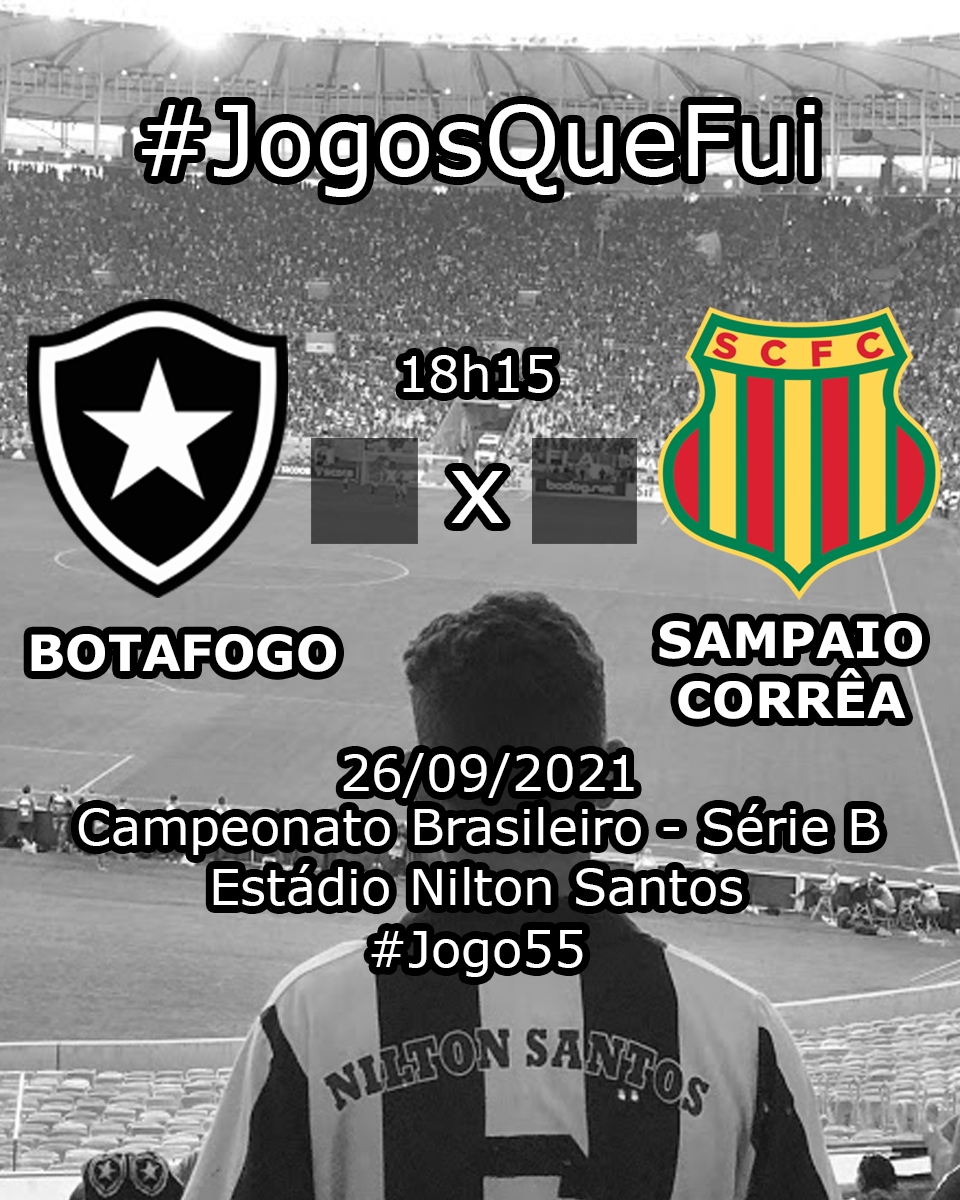 #JogosQueFui
SCFC
18h15
x
BOTAFOGO
SAMPAIO
CORRÊA
26/09/2021
Campeonato Brasileiro - Série B
Estádio Nilton Santos
#Jogo55
NILTON SANTOS